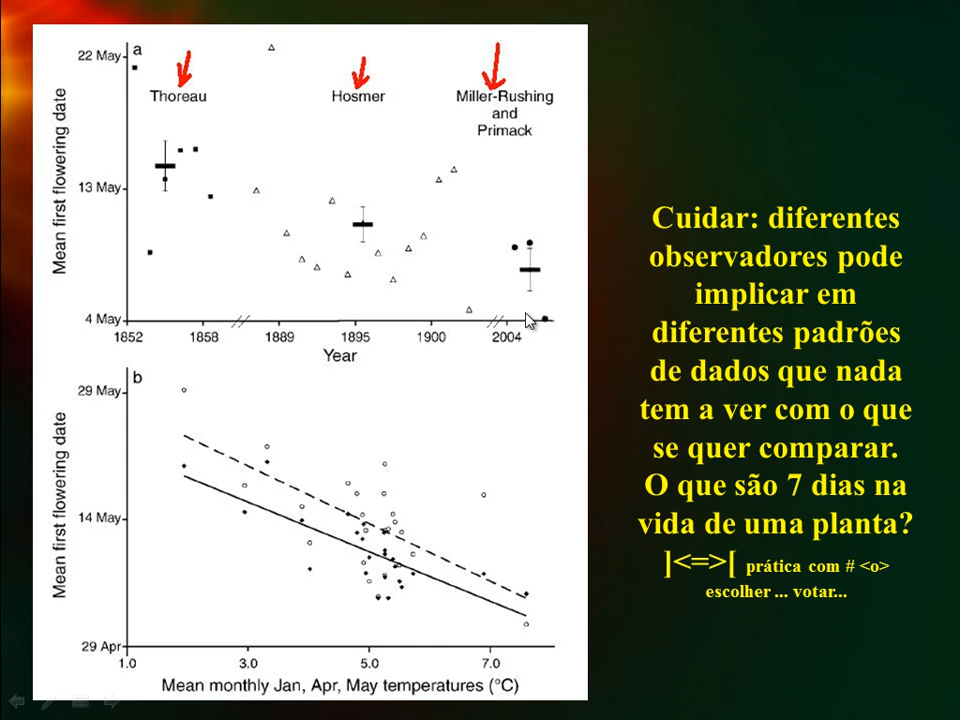 a
22 May
13 May
4 May
Mean first flowering date
Thoreau
Hosmer
Miller-Rushing
and
Primack
1852
1858
1889
1895
1900
2004
Year
b
29 May
14 May
29 Apr
Mean first flowering date
1.0
3.0
5.0
7.0
Mean monthly Jan, Apr, May temperatures (°C)
Cuidar: diferentes
observadores pode
implicar em
diferentes padrões
de dados que nada
tem a ver com o que
se quer comparar.
O que são 7 dias na
vida de uma planta?
]<=>[ prática com # <o>
escolher ... votar...